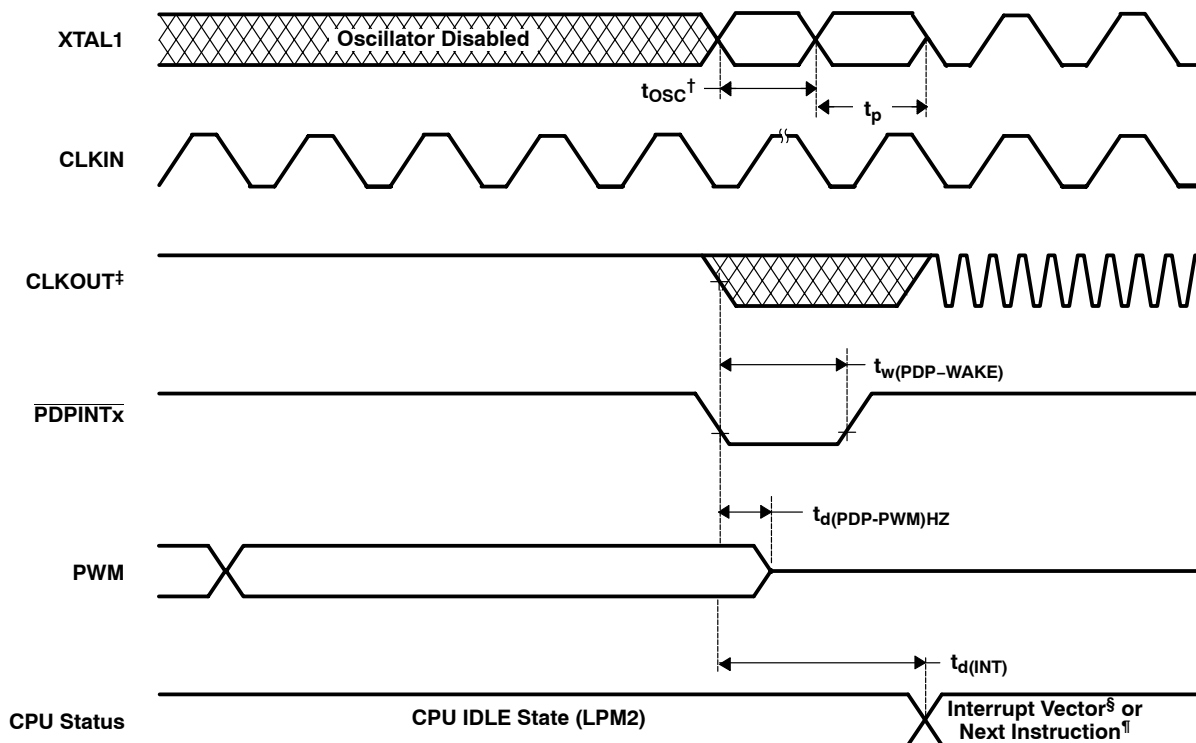 XTAL1
Oscillator Disabled
tOSC†
tp
CLKIN
CLKOUT‡
tw(PDP–WAKE)
PDPINTx
td(PDP-PWM)HZ
PWM
td(INT)
CPU Status
CPU IDLE State (LPM2)
Interrupt Vector§ or
Next Instruction¶